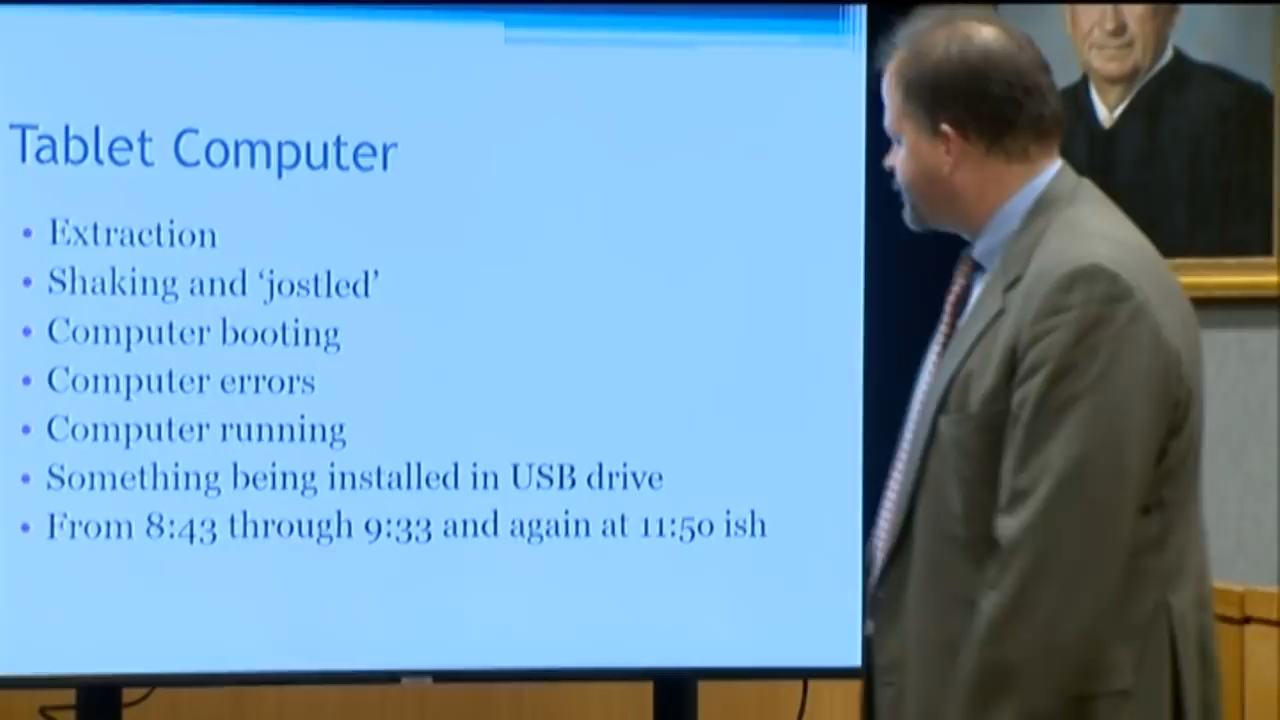 Tablet Computer
• Extraction
• Shaking and ‘jostled’
• Computer booting
• Computer errors
• Computer running
• Something being installed in USB drive
• From 8:43 through 9:33 and again at 11:50 ish